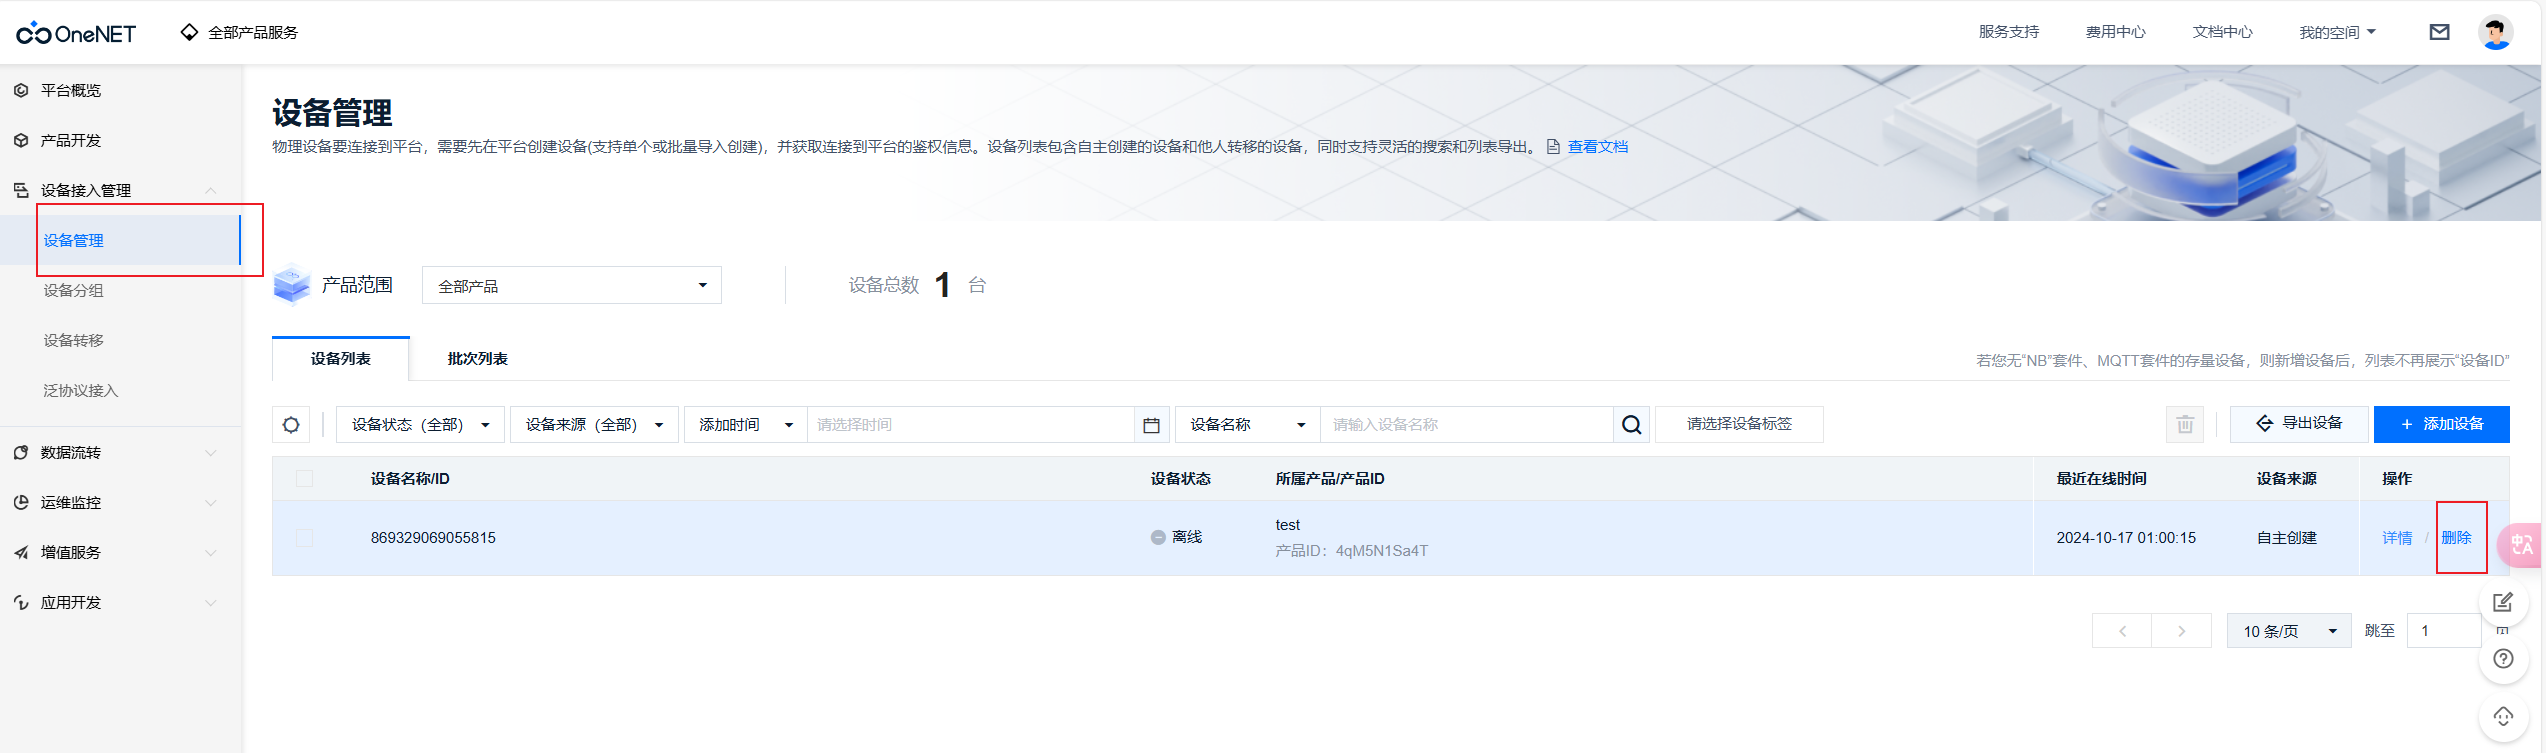 OneNET
全部产品服务
服务支持
费用中心
文档中心
我的空间
平台概览
产品开发
设备接入管理
设备管理
设备分组
设备转移
泛协议接入
数据流转
运维监控
增值服务
应用开发
设备管理
物理设备要连接到平台，需要先在平台创建设备(支持单个或批量导入创建)，并获取连接到平台的鉴权信息。设备列表包含自主创建的设备和他人转移的设备，同时支持灵活的搜索和列表导出。 查看文档
产品范围
全部产品
设备总数 1 台
设备列表
批次列表
若您无“NB”套件、MQTT套件的存量设备，则新增设备后，列表不再展示“设备ID”
设备状态（全部）
设备来源（全部）
添加时间
请选择时间
设备名称
请输入设备名称
请选择设备标签
导出设备
+ 添加设备
设备名称/ID
设备状态
所属产品/产品ID
最近在线时间
设备来源
操作
869329069055815
离线
test
产品ID：4qM5N1Sa4T
2024-10-17 01:00:15
自主创建
详情 / 删除
中A
10 条/页
跳至
1